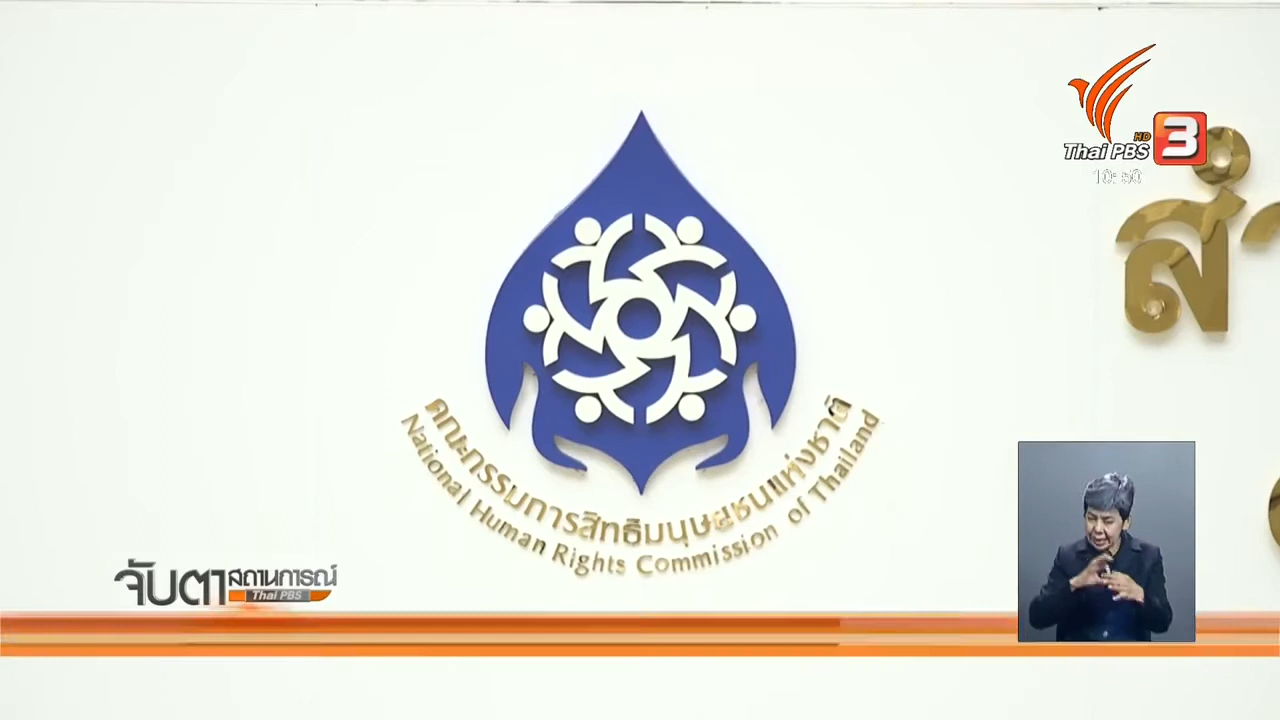 HD
Thai PBS 3
สำ
คณะกรรมการสิทธิมนุษยชนแห่งชาติ
National Human Rights Commission of Thailand
จับตา สถานการณ์
Thai PBS